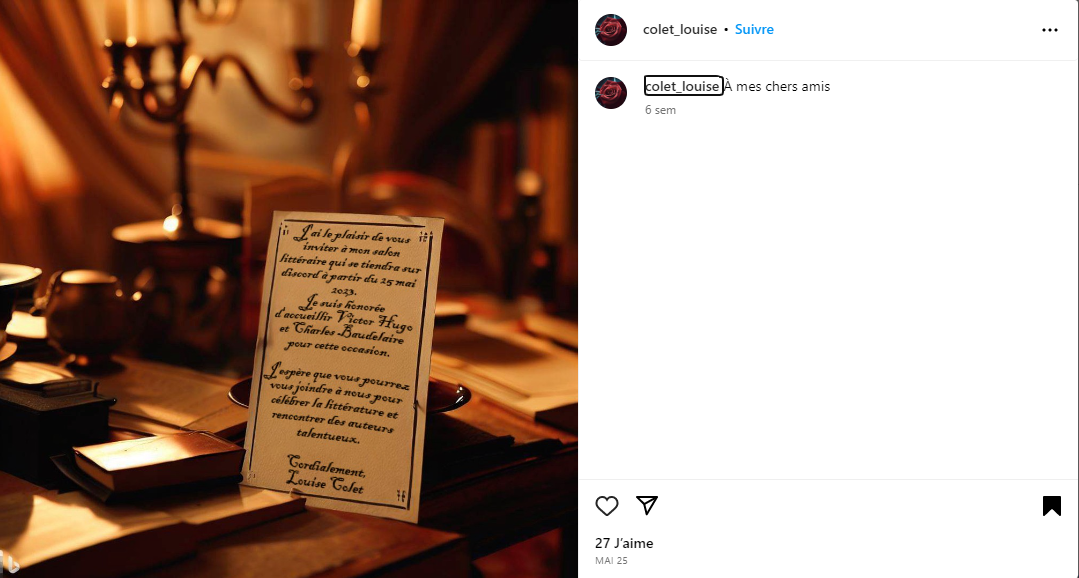 J'ai le plaisir de vous
inviter à mon salon
littéraire qui se tiendra sur
discord à partir du 25 mai
2023.
Je suis honorée
d'accueillir Victor Hugo
et Charles Baudelaire
pour cette occasion.
J'espère que vous pourrez
vous joindre à nous pour
célébrer la littérature et
rencontrer des auteurs
talentueux.
Cordialement,
Louise Colet
colet_louise • Suivre
colet_louise À mes chers amis
6 sem
27 J'aime
MAI 25